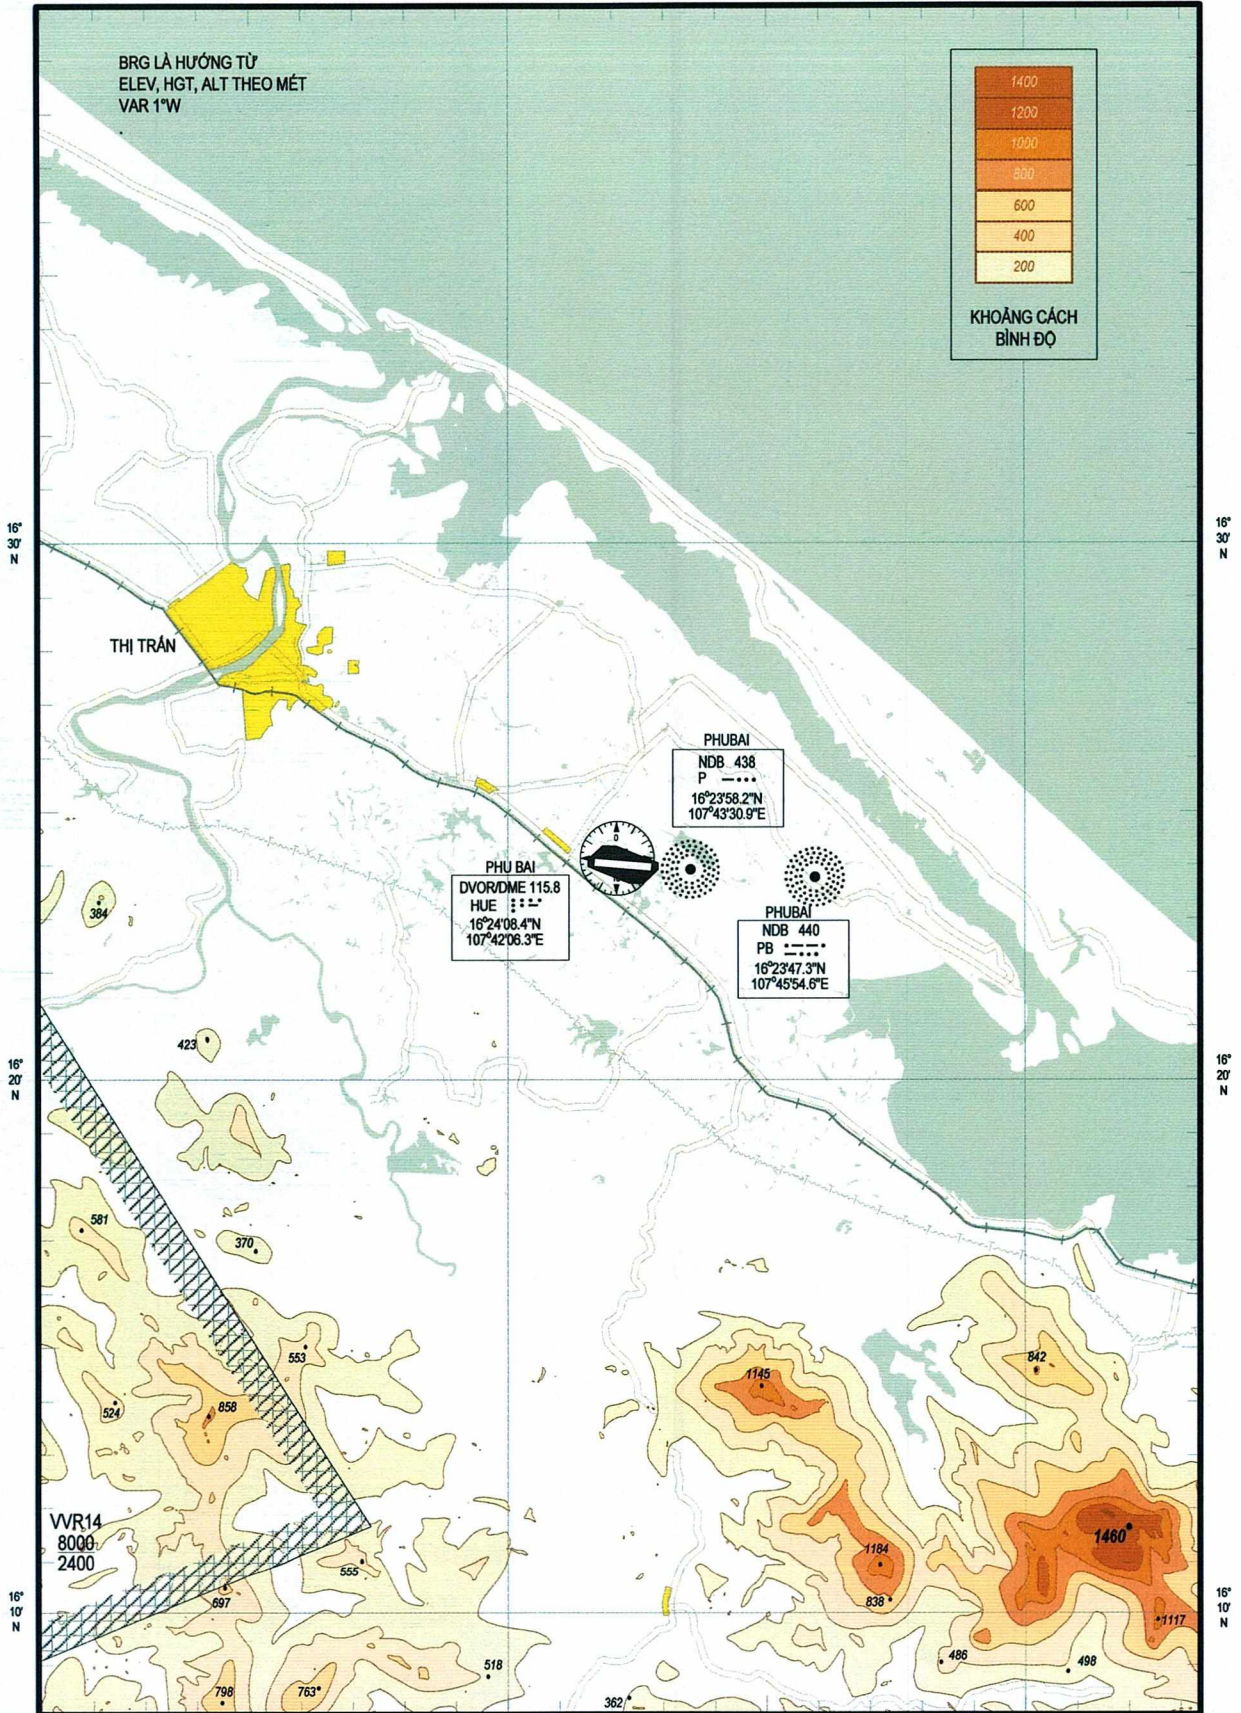 BRG LÀ HƯỚNG TỪ
ELEV, HGT, ALT THEO MÉT
VAR 1°W
1400
1200
1000
800
600
400
200
KHOẢNG CÁCH
BÌNH ĐỘ
16°
30'
N
16°
30'
N
THỊ TRẤN
PHUBAI
NDB 438
P
16°23'58.2"N
107°43'30.9"E
0
PHU BAI
DVOR/DME 115.8
HUE
16°24'08.4"N
107°42'06.3"E
PHUBAI
NDB 440
PB
16°23'47.3"N
107°45'54.6"E
384
423
16°
20'
N
16°
20'
N
581
370
553
842
1145
524
858
VVR14
8000
2400
1460
555
1184
697
838
16°
10'
N
16°
10'
N
1117
518
486
498
798
763
362